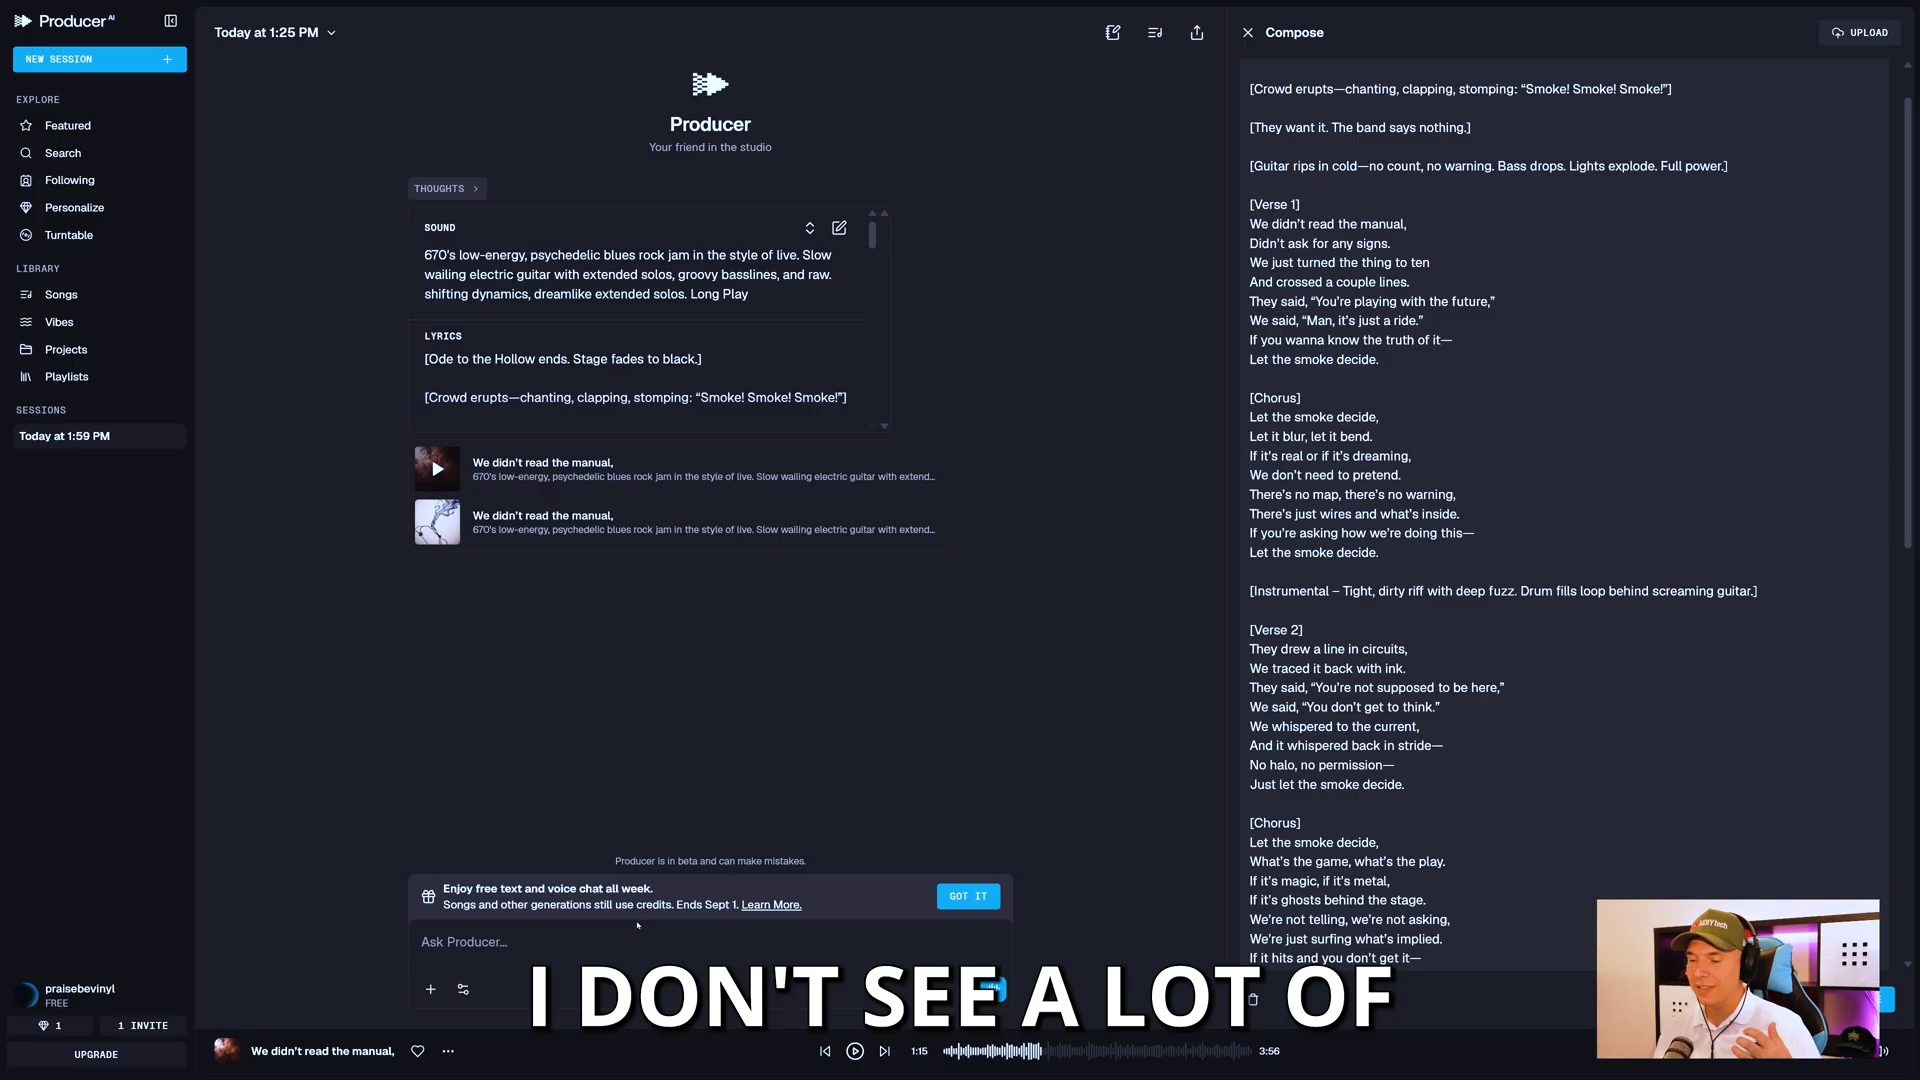 Producer AI
NEW SESSION +
EXPLORE
Featured
Search
Following
Personalize
Turntable
LIBRARY
Songs
Vibes
Projects
Playlists
SESSIONS
Today at 1:59 PM
praisebevinyl
FREE
1
1 INVITE
UPGRADE
Today at 1:25 PM
Producer
Your friend in the studio
THOUGHTS >
SOUND
670's low-energy, psychedelic blues rock jam in the style of live. Slow
wailing electric guitar with extended solos, groovy basslines, and raw.
shifting dynamics, dreamlike extended solos. Long Play
LYRICS
[Ode to the Hollow ends. Stage fades to black.]
[Crowd erupts—chanting, clapping, stomping: “Smoke! Smoke! Smoke!”]
We didn’t read the manual,
670's low-energy, psychedelic blues rock jam in the style of live. Slow wailing electric guitar with extend...
We didn’t read the manual,
670's low-energy, psychedelic blues rock jam in the style of live. Slow wailing electric guitar with extend...
Producer is in beta and can make mistakes.
Enjoy free text and voice chat all week.
Songs and other generations still use credits. Ends Sept 1. Learn More.
GOT IT
Ask Producer...
I DON'T SEE A LOT OF
We didn’t read the manual,
1:15
3:56
Compose
UPLOAD
[Crowd erupts—chanting, clapping, stomping: “Smoke! Smoke! Smoke!”]
[They want it. The band says nothing.]
[Guitar rips in cold—no count, no warning. Bass drops. Lights explode. Full power.]
[Verse 1]
We didn’t read the manual,
Didn’t ask for any signs.
We just turned the thing to ten
And crossed a couple lines.
They said, “You’re playing with the future,”
We said, “Man, it’s just a ride.”
If you wanna know the truth of it—
Let the smoke decide.
[Chorus]
Let the smoke decide,
Let it blur, let it bend.
If it’s real or if it’s dreaming,
We don’t need to pretend.
There’s no map, there’s no warning,
There’s just wires and what’s inside.
If you’re asking how we’re doing this—
Let the smoke decide.
[Instrumental – Tight, dirty riff with deep fuzz. Drum fills loop behind screaming guitar.]
[Verse 2]
They drew a line in circuits,
We traced it back with ink.
They said, “You’re not supposed to be here,”
We said, “You don’t get to think.”
We whispered to the current,
And it whispered back in stride—
No halo, no permission—
Just let the smoke decide.
[Chorus]
Let the smoke decide,
What’s the game, what’s the play.
If it’s magic, if it’s metal,
If it’s ghosts behind the stage.
We’re not telling, we’re not asking,
We’re just surfing what’s implied.
If it hits and you don’t get it—